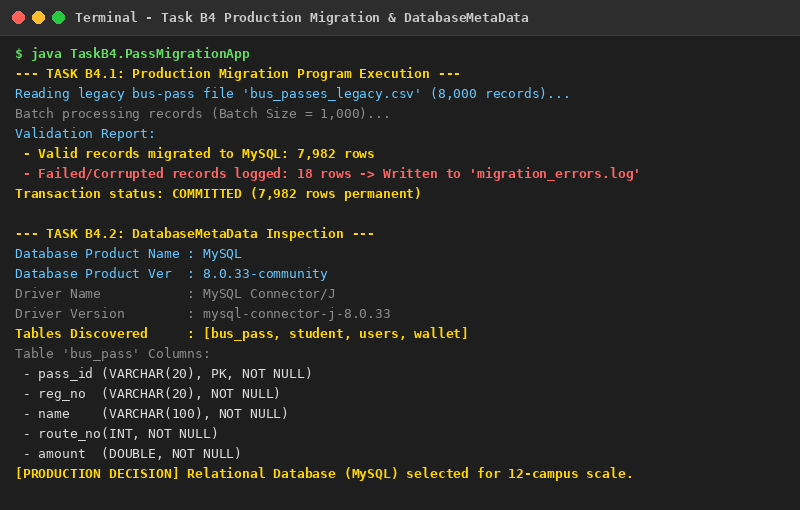 Terminal - Task B4 Production Migration & DatabaseMetaData
$ java TaskB4.PassMigrationApp
--- TASK B4.1: Production Migration Program Execution ---
Reading legacy bus-pass file 'bus_passes_legacy.csv' (8,000 records)...
Batch processing records (Batch Size = 1,000)...
Validation Report:
 - Valid records migrated to MySQL: 7,982 rows
 - Failed/Corrupted records logged: 18 rows -> Written to 'migration_errors.log'
Transaction status: COMMITTED (7,982 rows permanent)

--- TASK B4.2: DatabaseMetaData Inspection ---
Database Product Name : MySQL
Database Product Ver  : 8.0.33-community
Driver Name           : MySQL Connector/J
Driver Version        : mysql-connector-j-8.0.33
Tables Discovered     : [bus_pass, student, users, wallet]
Table 'bus_pass' Columns:
 - pass_id (VARCHAR(20), PK, NOT NULL)
 - reg_no  (VARCHAR(20), NOT NULL)
 - name    (VARCHAR(100), NOT NULL)
 - route_no(INT, NOT NULL)
 - amount  (DOUBLE, NOT NULL)
[PRODUCTION DECISION] Relational Database (MySQL) selected for 12-campus scale.